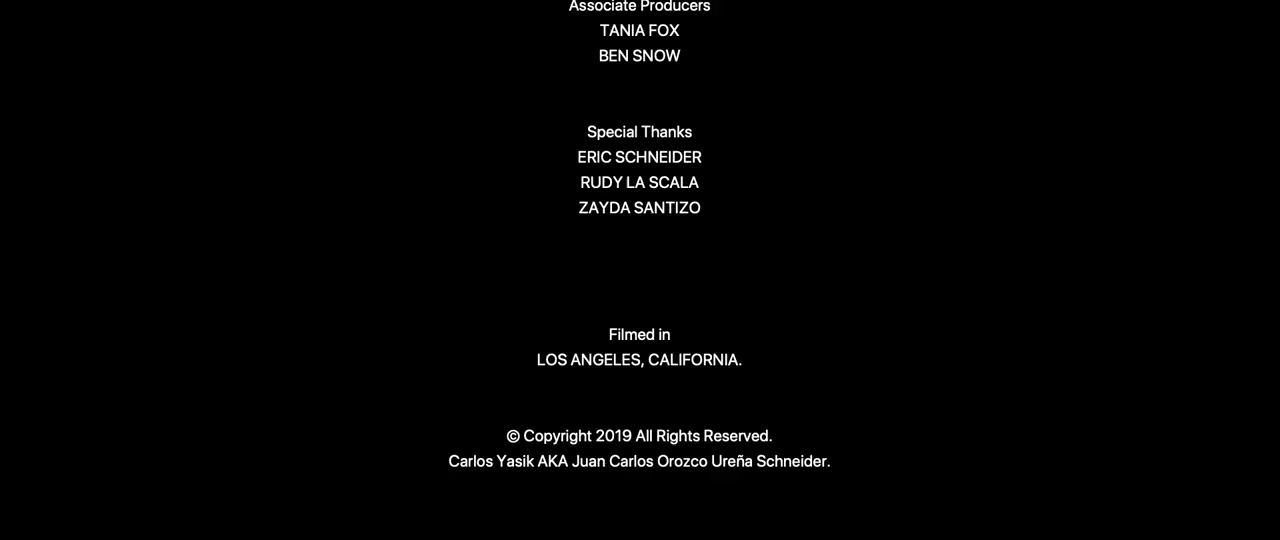 Associate Producers
TANIA FOX
BEN SNOW
Special Thanks
ERIC SCHNEIDER
RUDY LA SCALA
ZAYDA SANTIZO
Filmed in
LOS ANGELES, CALIFORNIA.
© Copyright 2019 All Rights Reserved.
Carlos Yasik AKA Juan Carlos Orozco Ureña Schneider.